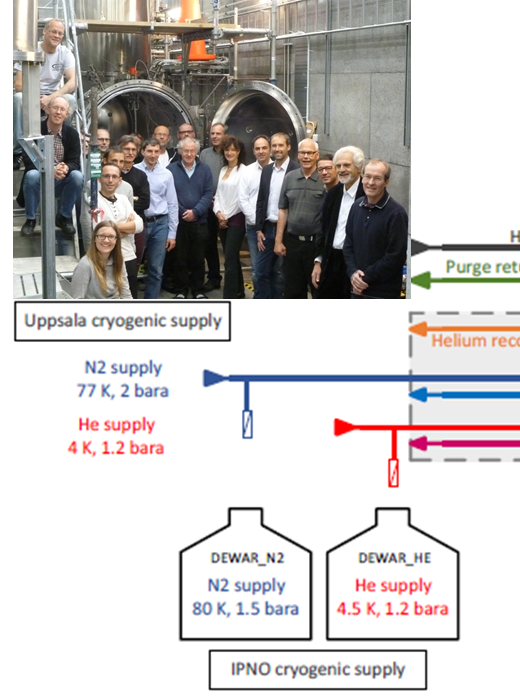 H
Purge retu
Uppsala cryogenic supply
Helium reco
N2 supply
77 K, 2 bara
He supply
4 K, 1.2 bara
DEWAR_N2
N2 supply
80 K, 1.5 bara
DEWAR_HE
He supply
4.5 K, 1.2 bara
IPNO cryogenic supply